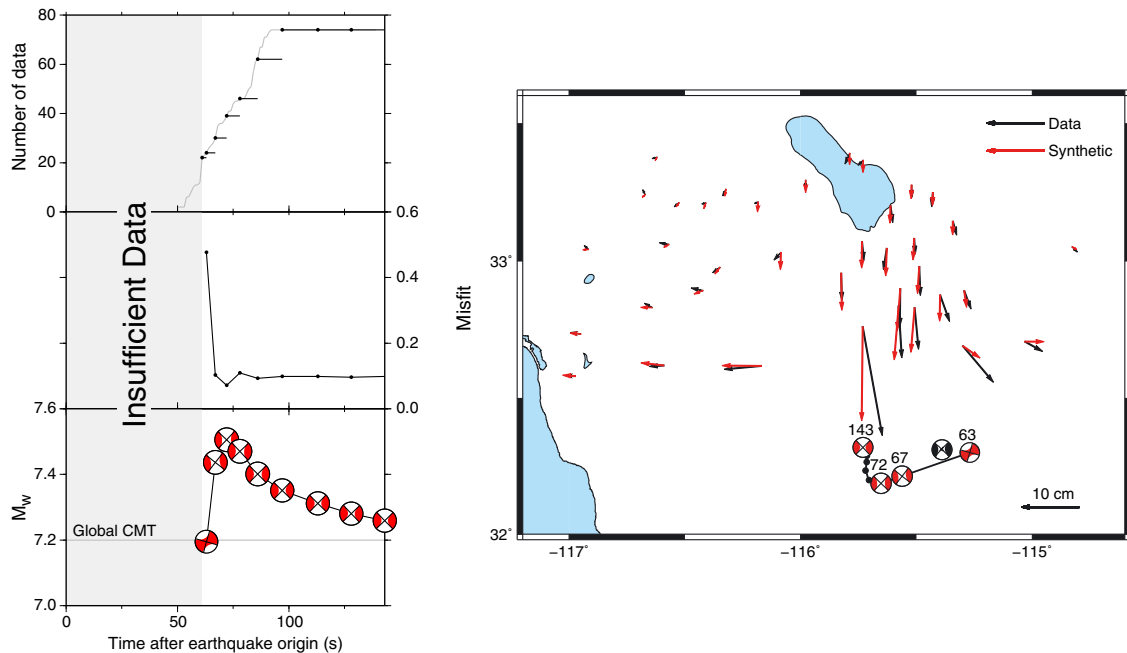 80
60
40
20
0
Number of data
Insufficient Data
0.6
0.4
0.2
0.0
Misfit
7.6
7.4
7.2
7.0
Mw
Global CMT
0
50
100
Time after earthquake origin (s)
Data
Synthetic
33°
32°
143
72
67
63
10 cm
−117°
−116°
−115°